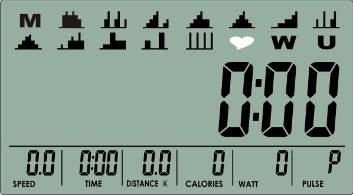 M
W U
0:00
0.0 0:00 0.0 0 0 P
SPEED TIME DISTANCE K CALORIES WATT PULSE